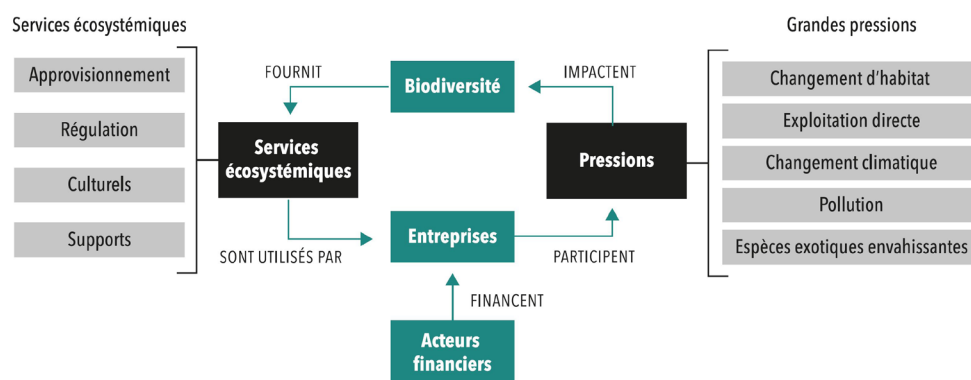 Services écosystémiques
Approvisionnement
Régulation
Culturels
Supports
FOURNIT
Biodiversité
IMPACTENT
Services
écosystémiques
Pressions
SONT UTILISÉS PAR
Entreprises
PARTICIPENT
FINANCENT
Acteurs
financiers
Grandes pressions
Changement d'habitat
Exploitation directe
Changement climatique
Pollution
Espèces exotiques envahissantes